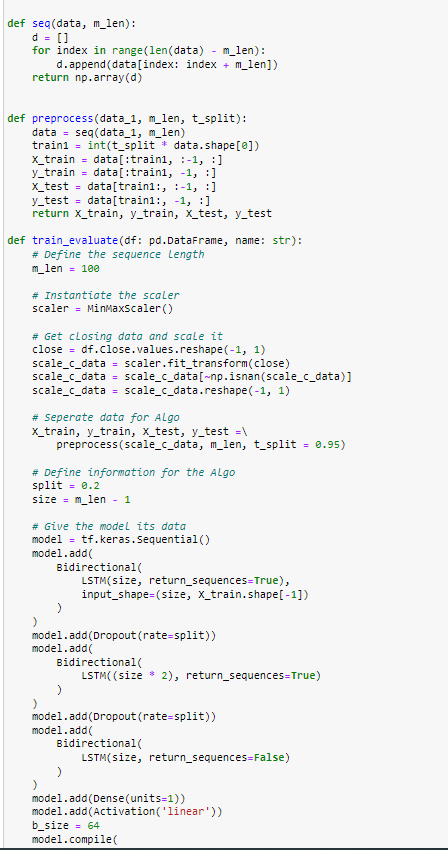 def seq(data, m_len):
    d = []
    for index in range(len(data) - m_len):
        d.append(data[index: index + m_len])
    return np.array(d)
def preprocess(data_1, m_len, t_split):
    data = seq(data_1, m_len)
    train1 = int(t_split * data.shape[0])
    X_train = data[:train1, :-1, :]
    y_train = data[:train1, -1, :]
    X_test = data[train1:, :-1, :]
    y_test = data[train1:, -1, :]
    return X_train, y_train, X_test, y_test
def train_evaluate(df: pd.DataFrame, name: str):
    # Define the sequence length
    m_len = 100
    # Instantiate the scaler
    scaler = MinMaxScaler()
    # Get closing data and scale it
    close = df.Close.values.reshape(-1, 1)
    scale_c_data = scaler.fit_transform(close)
    scale_c_data = scale_c_data[~np.isnan(scale_c_data)]
    scale_c_data = scale_c_data.reshape(-1, 1)
    # Seperate data for Algo
    X_train, y_train, X_test, y_test =\
        preprocess(scale_c_data, m_len, t_split = 0.95)
    # Define information for the Algo
    split = 0.2
    size = m_len - 1
    # Give the model its data
    model = tf.keras.Sequential()
    model.add(
        Bidirectional(
            LSTM(size, return_sequences=True),
            input_shape=(size, X_train.shape[-1])
        )
    )
    model.add(Dropout(rate=split))
    model.add(
        Bidirectional(
            LSTM((size * 2), return_sequences=True)
        )
    )
    model.add(Dropout(rate=split))
    model.add(
        Bidirectional(
            LSTM(size, return_sequences=False)
        )
    )
    model.add(Dense(units=1))
    model.add(Activation('linear'))
    b_size = 64
    model.compile(